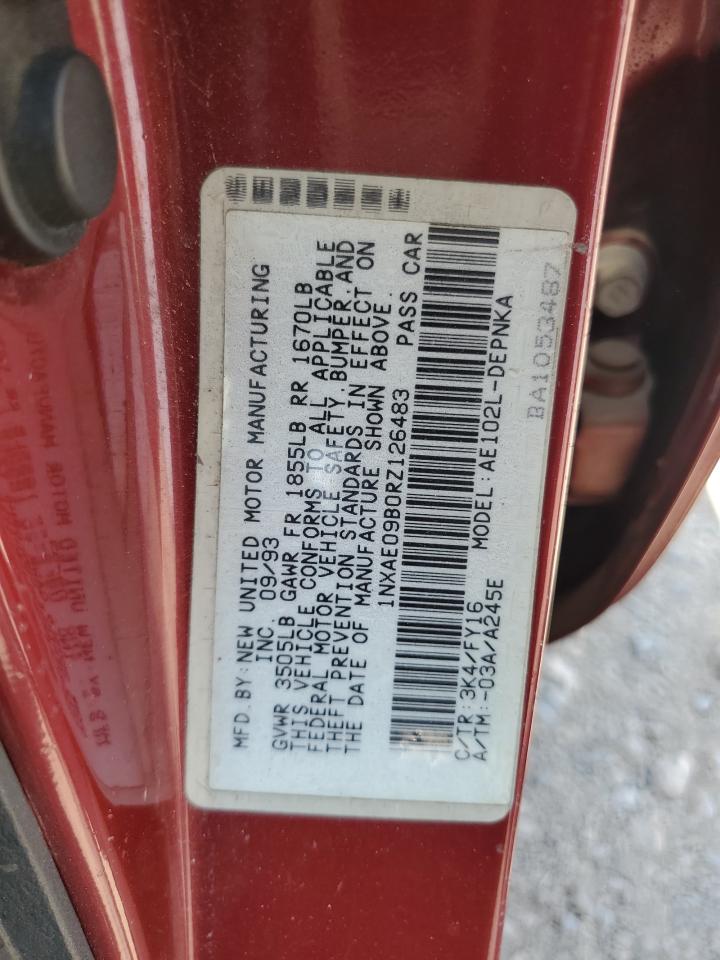 MFD. BY: NEW UNITED MOTOR MANUFACTURING
INC. 09/93
GVWR 3505LB GAWR FR 1855LB RR 1670LB
THIS VEHICLE CONFORMS TO ALL APPLICABLE
FEDERAL MOTOR VEHICLE SAFETY, BUMPER, AND
THEFT PREVENTION STANDARDS IN EFFECT ON
THE DATE OF MANUFACTURE SHOWN ABOVE.
1NXAE09B0RZ126483 PASS CAR
C/TR: 3K4/FY16 MODEL: AE102L-DEPNKA
A/TM: -03A/A245E
BA1053487